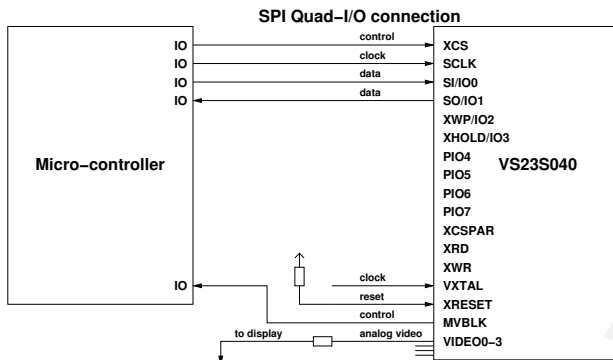 SPI Quad-I/O connection
IO control XCS
IO clock SCLK
IO data SI/IO0
IO data SO/IO1
XWP/IO2
XHOLD/IO3
PIO4
Micro-controller VS23S040
PIO5
PIO6
PIO7
XCSPAR
XRD
XWR
IO clock VXTAL
reset XRESET
control MVBLK
to display analog video VIDEO0-3